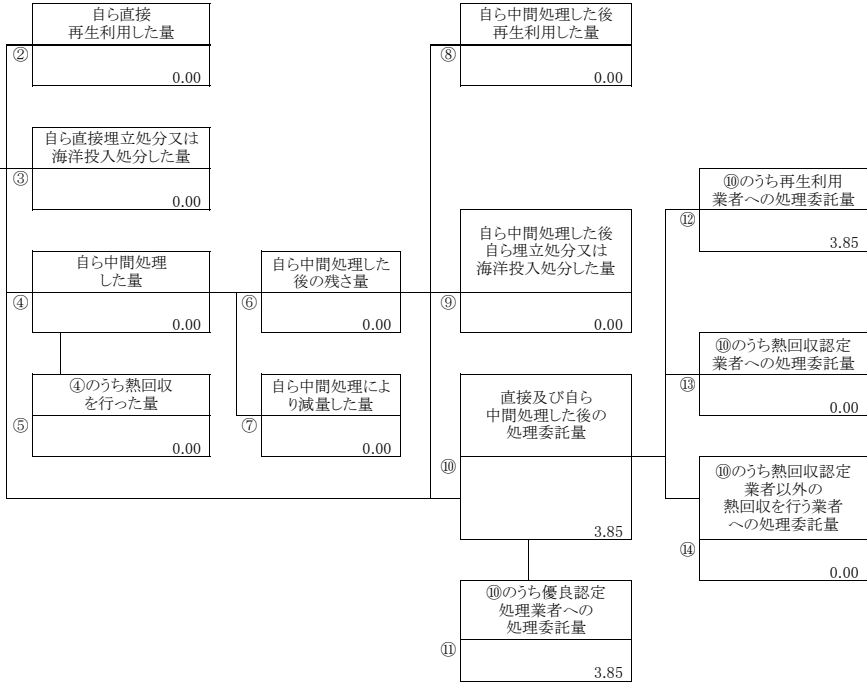 自ら直接
再生利用した量
②
0.00
自ら直接埋立処分又は
海洋投入処分した量
③
0.00
自ら中間処理
した量
④
0.00
④のうち熱回収
を行った量
⑤
0.00
自ら中間処理した
後の残さ量
⑥
0.00
自ら中間処理によ
り減量した量
⑦
0.00
自ら中間処理した後
再生利用した量
⑧
0.00
自ら中間処理した後
自ら埋立処分又は
海洋投入処分した量
⑨
0.00
直接及び自ら
中間処理した後の
処理委託量
⑩
3.85
⑩のうち優良認定
処理業者への
処理委託量
⑪
3.85
⑩のうち再生利用
業者への処理委託量
⑫
3.85
⑩のうち熱回収認定
業者への処理委託量
⑬
0.00
⑩のうち熱回収認定
業者以外の
熱回収を行う業者
への処理委託量
⑭
0.00